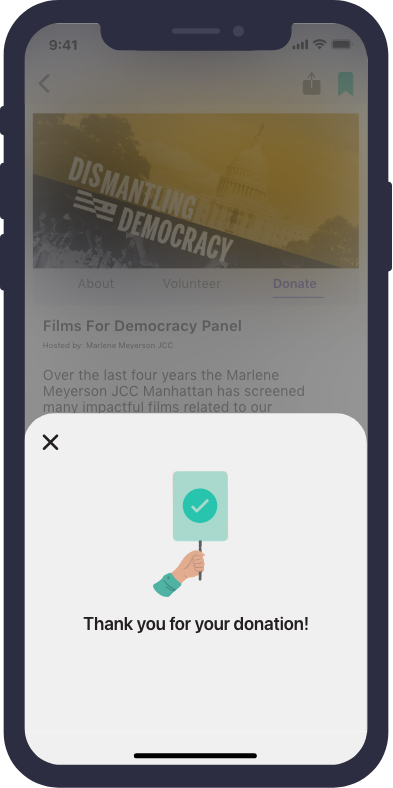 9:41
DISMANTLING
DEMOCRACY
About Volunteer Donate
Films For Democracy Panel
Hosted by: Marlene Meyerson JCC
Over the last four years the Marlene
Meyerson JCC Manhattan has screened
many impactful films related to our
Thank you for your donation!